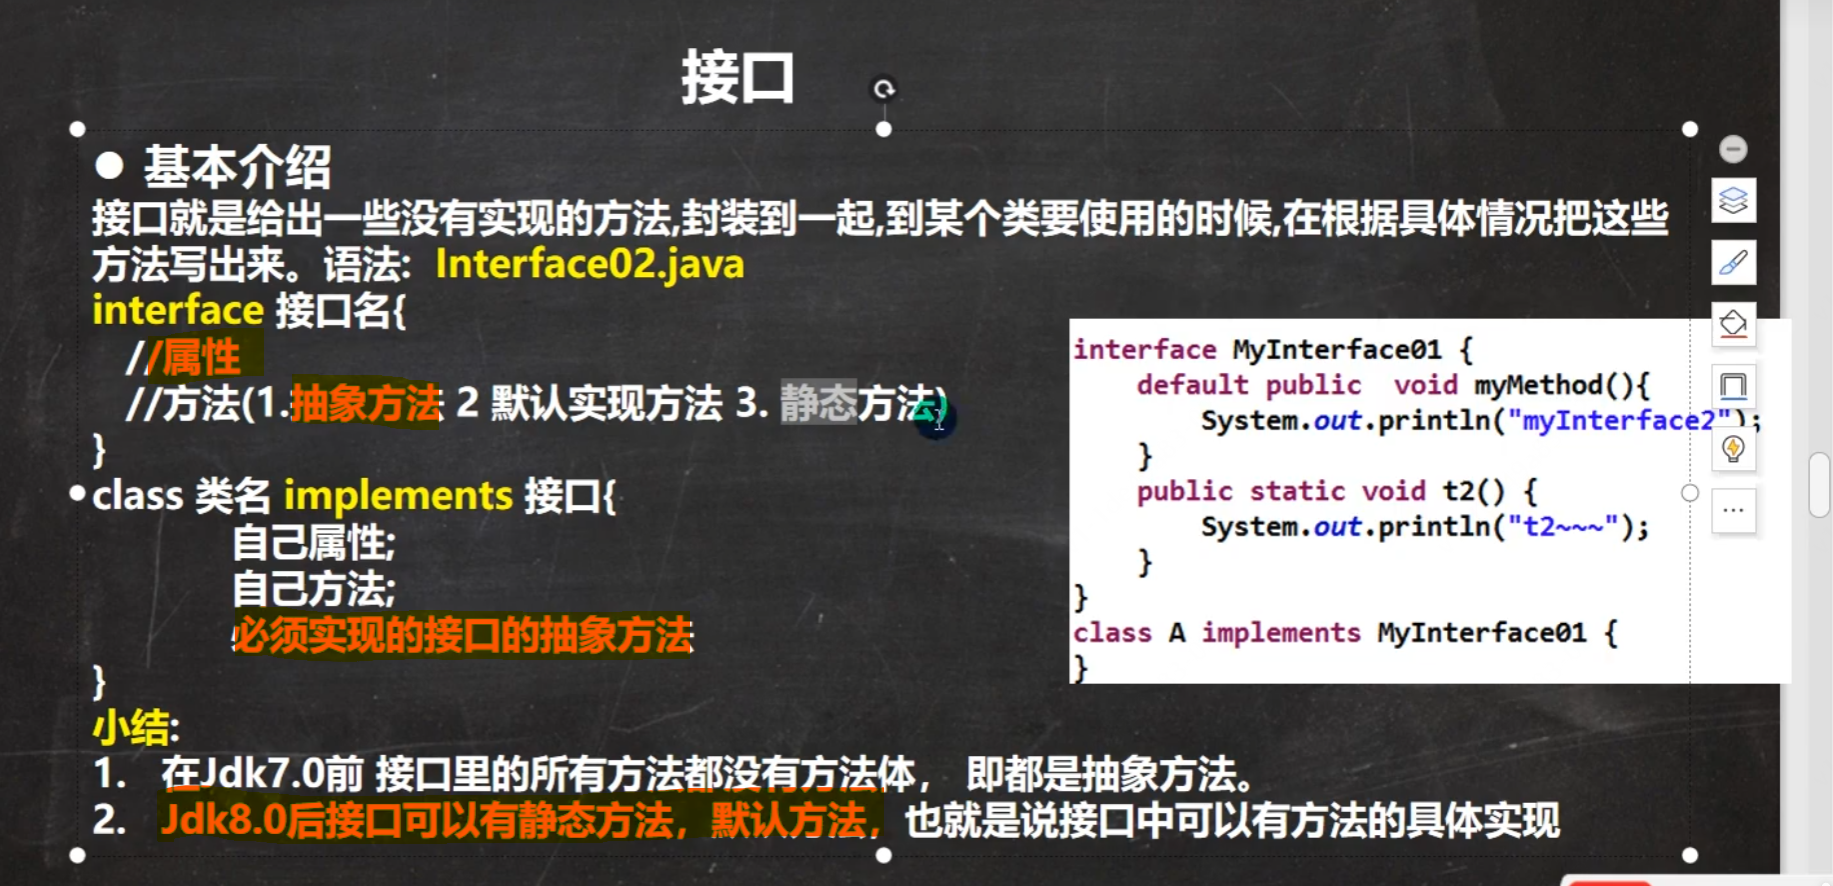 接口
● 基本介绍
接口就是给出一些没有实现的方法,封装到一起,到某个类要使用的时候,在根据具体情况把这些
方法写出来。语法: Interface02.java
interface 接口名{
//属性
//方法(1.抽象方法 2 默认实现方法 3. 静态方法)
}
class 类名 implements 接口{
自己属性;
自己方法;
必须实现的接口的抽象方法
}
小结:
1. 在Jdk7.0前 接口里的所有方法都没有方法体, 即都是抽象方法。
2. Jdk8.0后接口可以有静态方法, 默认方法, 也就是说接口中可以有方法的具体实现
interface MyInterface01 {
default public void myMethod(){
System.out.println("myInterface2");
}
public static void t2() {
System.out.println("t2~~~");
}
}
class A implements MyInterface01 {
}